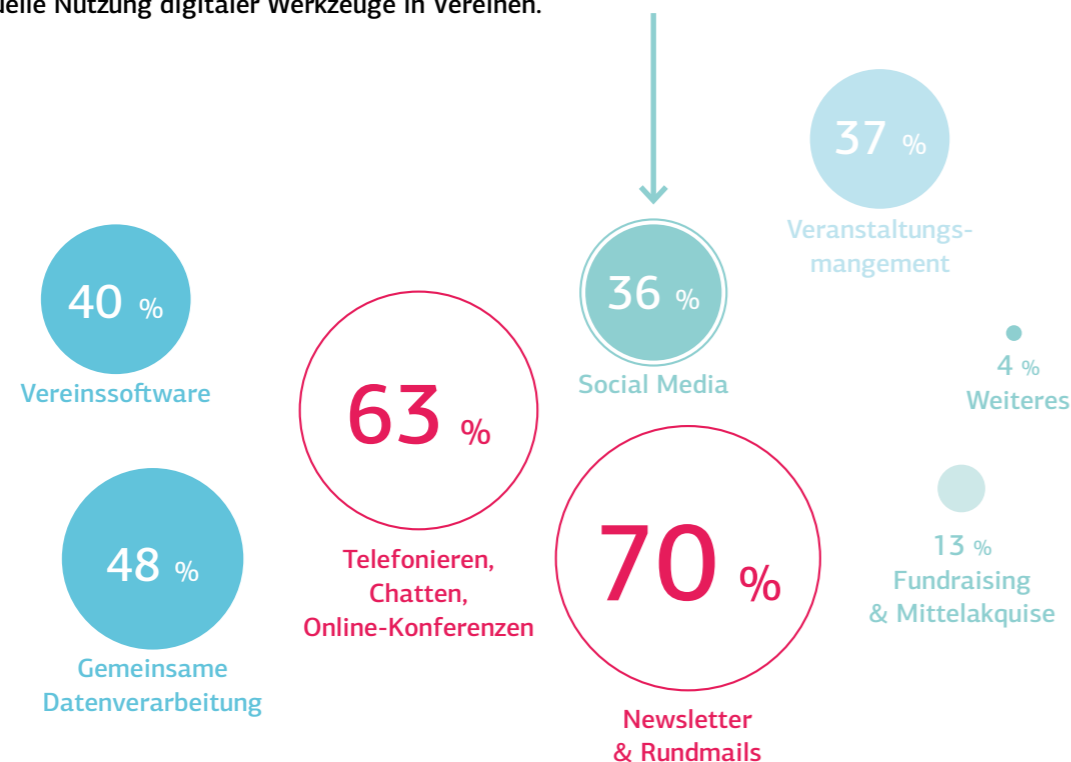 Nutzung digitaler Werkzeuge in Vereinen.
37 %
Veranstaltungs-
mangement
40 %
Vereinssoftware
36 %
Social Media
4 %
Weiteres
63 %
Telefonieren,
Chatten,
Online-Konferenzen
48 %
Gemeinsame
Datenverarbeitung
70 %
Newsletter
& Rundmails
13 %
Fundraising
& Mittelakquise